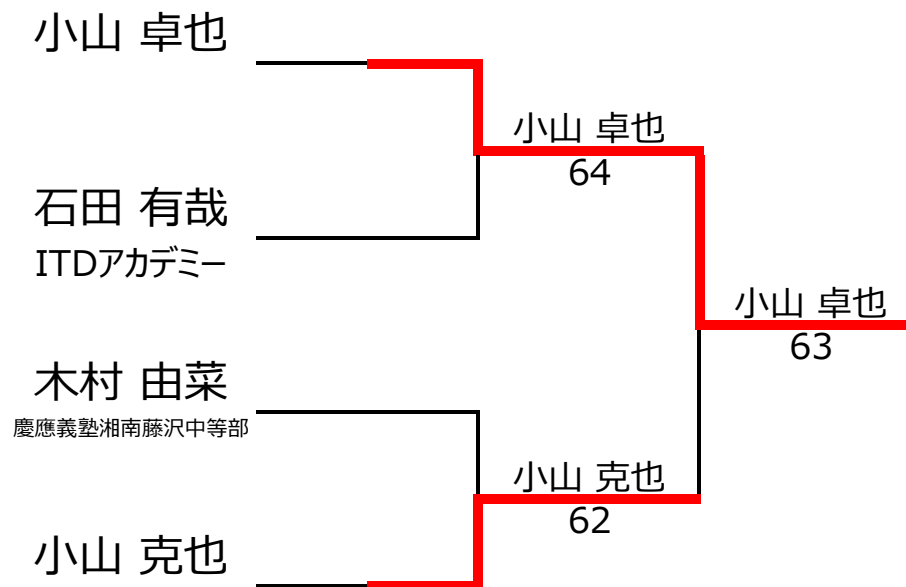 小山 卓也
小山 卓也
64
石田 有哉
ITDアカデミー
小山 卓也
63
木村 由菜
慶應義塾湘南藤沢中等部
小山 克也
62
小山 克也